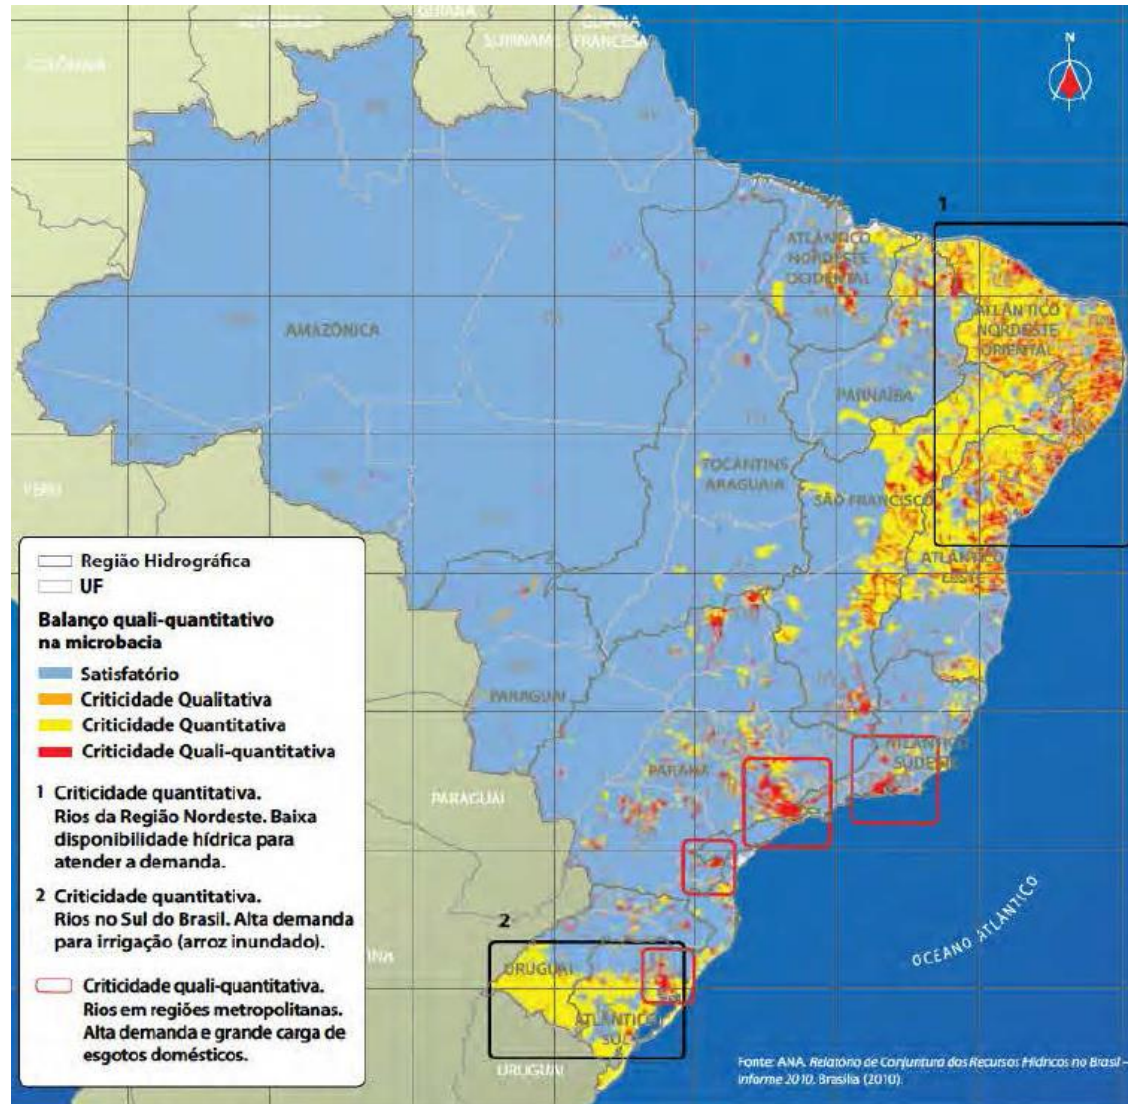 GUIANA
SURINAME
GUIANA
FRANCESA
COLÔMBIA
N
1
ATLÂNTICO
NORDESTE
OCIDENTAL
ATLÂNTICO
NORDESTE
ORIENTAL
AMAZÔNICA
PARNAÍBA
TOCANTINS
ARAGUAIA
SÃO FRANCISCO
PERU
ATLÂNTICO
LESTE
Região Hidrográfica
UF
Balanço quali-quantitativo
na microbacia
Satisfatório
Criticidade Qualitativa
Criticidade Quantitativa
Criticidade Quali-quantitativa
1 Criticidade quantitativa.
Rios da Região Nordeste. Baixa
disponibilidade hídrica para
atender a demanda.
2 Criticidade quantitativa.
Rios no Sul do Brasil. Alta demanda
para irrigação (arroz inundado).
Criticidade quali-quantitativa.
Rios em regiões metropolitanas.
Alta demanda e grande carga de
esgotos domésticos.
PARAGUAI
ATLÂNTICO
SUDESTE
PARANÁ
PARAGUAI
OCEANO ATLÂNTICO
2
URUGUAI
ATLÂNTICO
SUL
URUGUAI
Fonte: ANA. Relatório de Conjuntura dos Recursos Hídricos no Brasil –
Informe 2010. Brasília (2010).